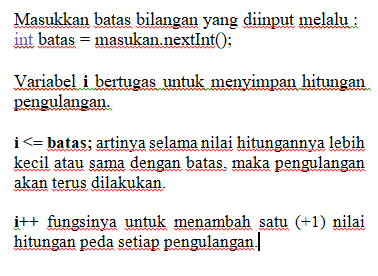 Masukkan batas bilangan yang diinput melalu :
int batas = masukan.nextInt();
Variabel i bertugas untuk menyimpan hitungan
pengulangan.
i <= batas; artinya selama nilai hitungannya lebih
kecil atau sama dengan batas, maka pengulangan
akan terus dilakukan.
i++ fungsinya untuk menambah satu (+1) nilai
hitungan peda setiap pengulangan.